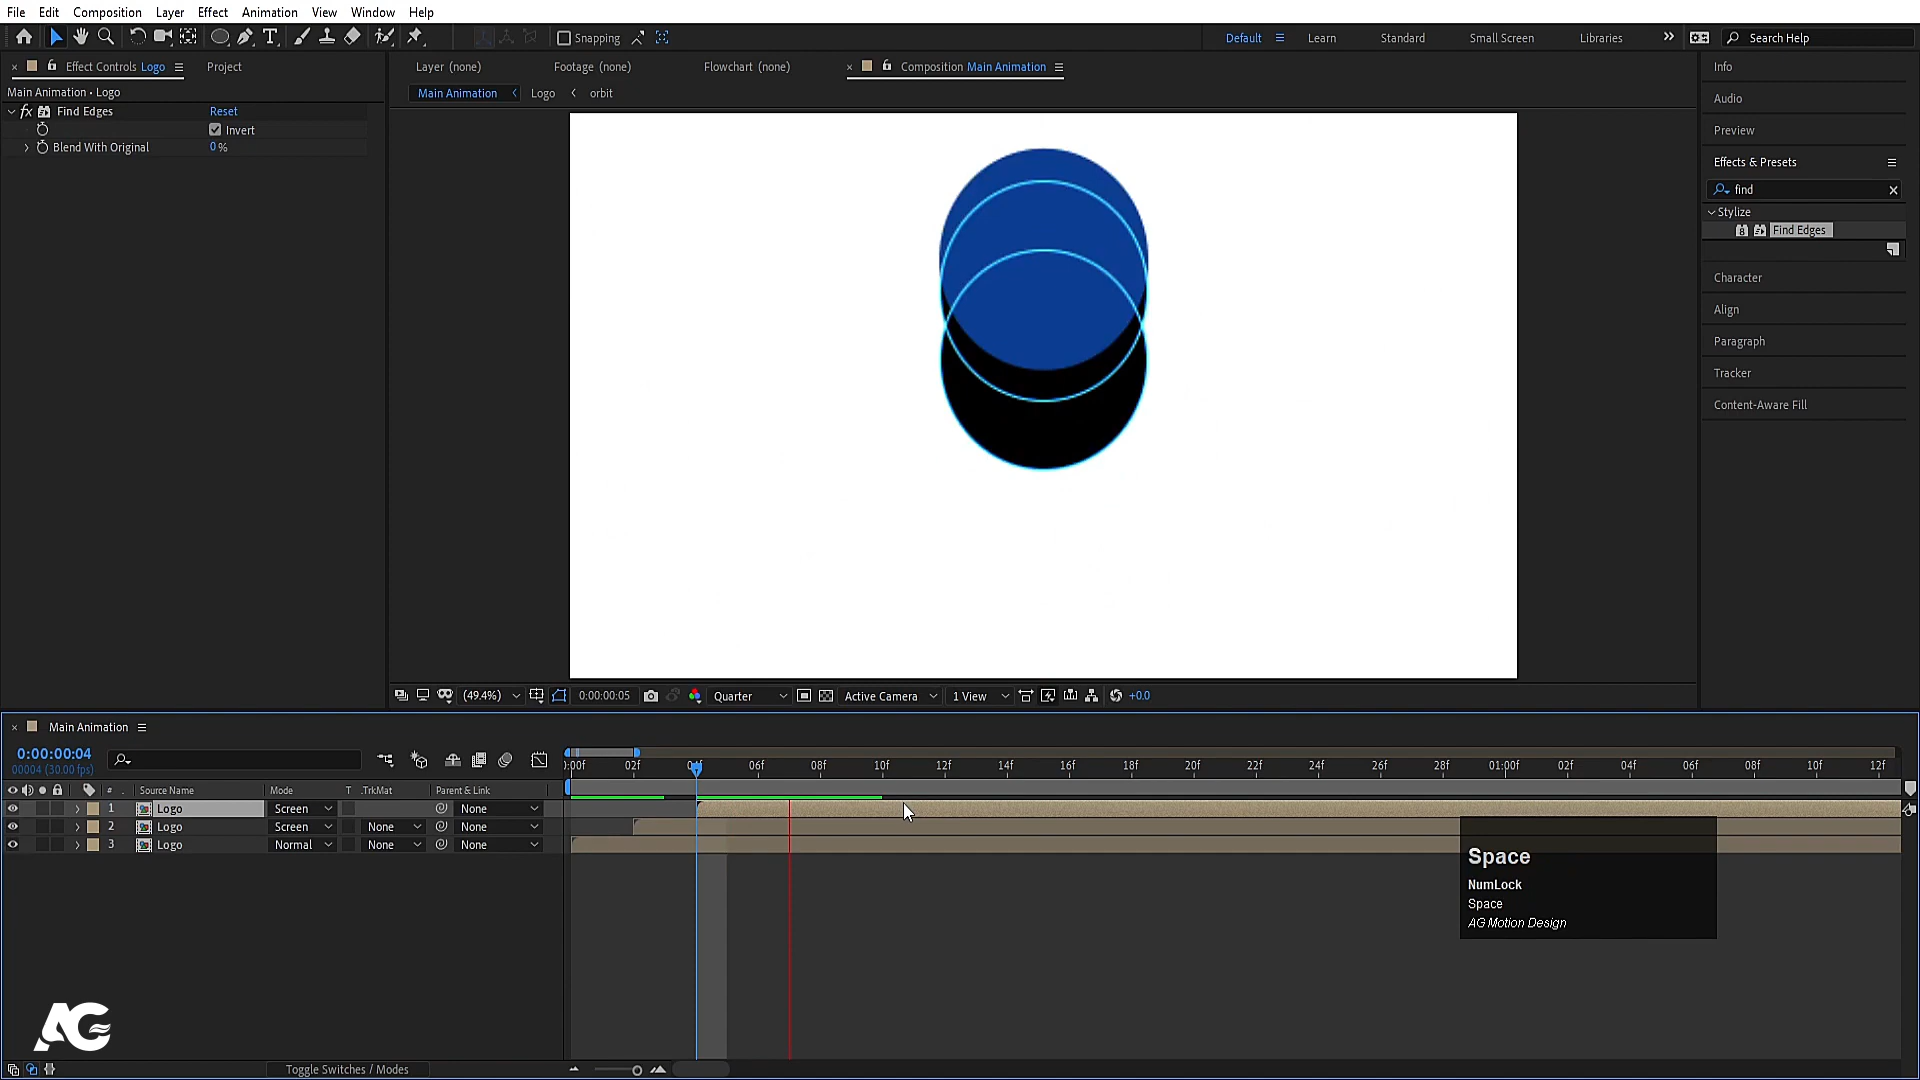 File Edit Composition Layer Effect Animation View Window Help
Snapping Default Learn Standard Small Screen Libraries Search Help
Effect Controls Logo Project
Layer (none) Footage (none) Flowchart (none) Composition Main Animation
Info
Main Animation • Logo
Main Animation Logo orbit
Audio
fx Find Edges Reset
Invert
Preview
Blend With Original 0 %
Effects & Presets
find
Stylize
Find Edges
Character
Align
Paragraph
Tracker
Content-Aware Fill
(49.4%) 0:00:00:05 Quarter Active Camera 1 View +0.0
Main Animation
0:00:00:04
00004 (30.00 fps)
02f 06f 08f 10f 12f 14f 16f 18f 20f 22f 24f 26f 28f 01:00f 02f 04f 06f 08f 10f 12f
# Source Name Mode T .TrkMat Parent & Link
1 Logo Screen None
2 Logo Screen None None
3 Logo Normal None None
Space
NumLock
Space
AG Motion Design
AG
Toggle Switches / Modes